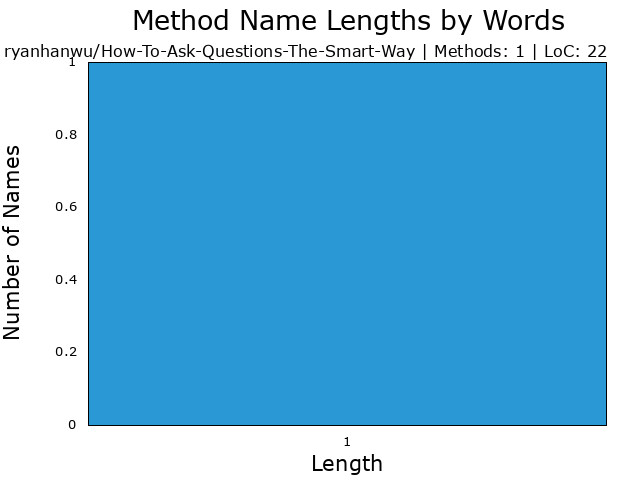 Method Name Lengths by Words
ryanhanwu/How-To-Ask-Questions-The-Smart-Way | Methods: 1 | LoC: 22
1
0.8
0.6
0.4
0.2
0
Number of Names
1
Length